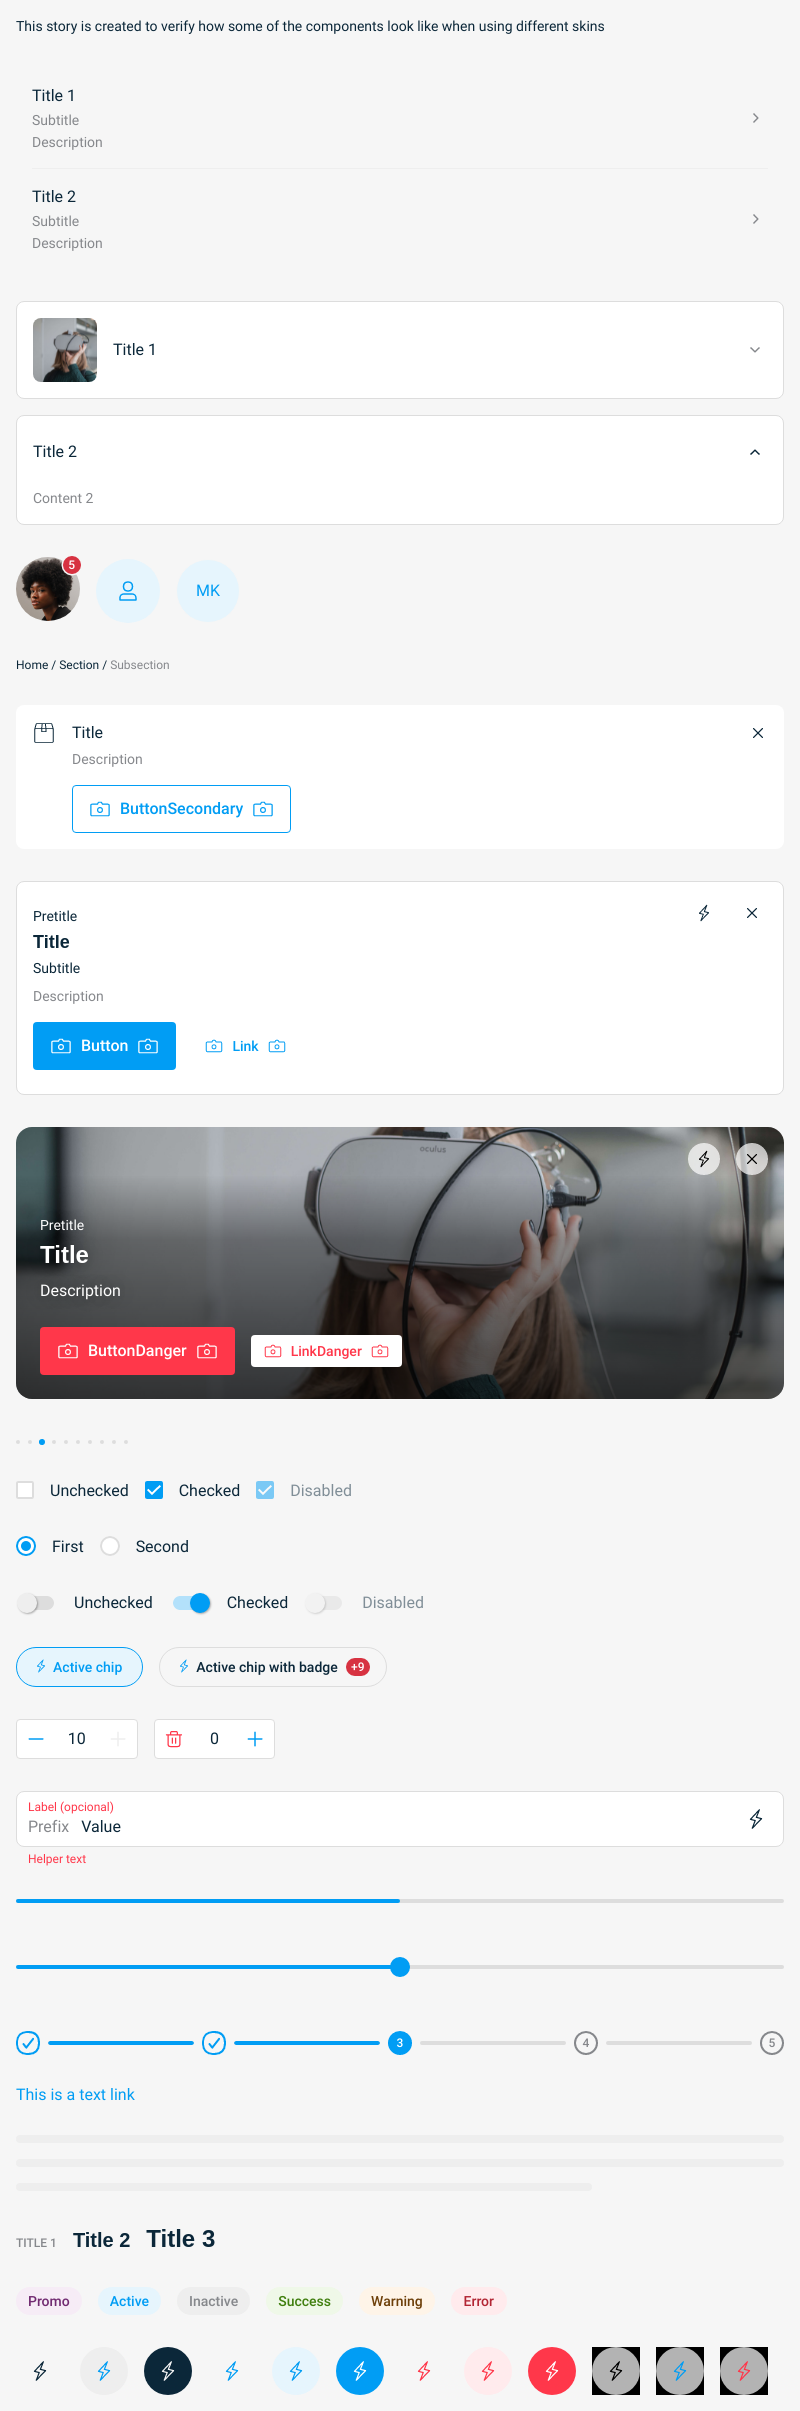 This story is created to verify how some of the components look like when using different skins
Title 1
Subtitle
Description
Title 2
Subtitle
Description
Title 1
Title 2
Content 2
5
MK
Home / Section / Subsection
Title
Description
ButtonSecondary
Pretitle
Title
Subtitle
Description
Button Link
oculus
Pretitle
Title
Description
ButtonDanger LinkDanger
Unchecked Checked Disabled
First Second
Unchecked Checked Disabled
Active chip Active chip with badge +9
10 0
Label (opcional)
Prefix Value
Helper text
3 4 5
This is a text link
TITLE 1 Title 2 Title 3
Promo Active Inactive Success Warning Error